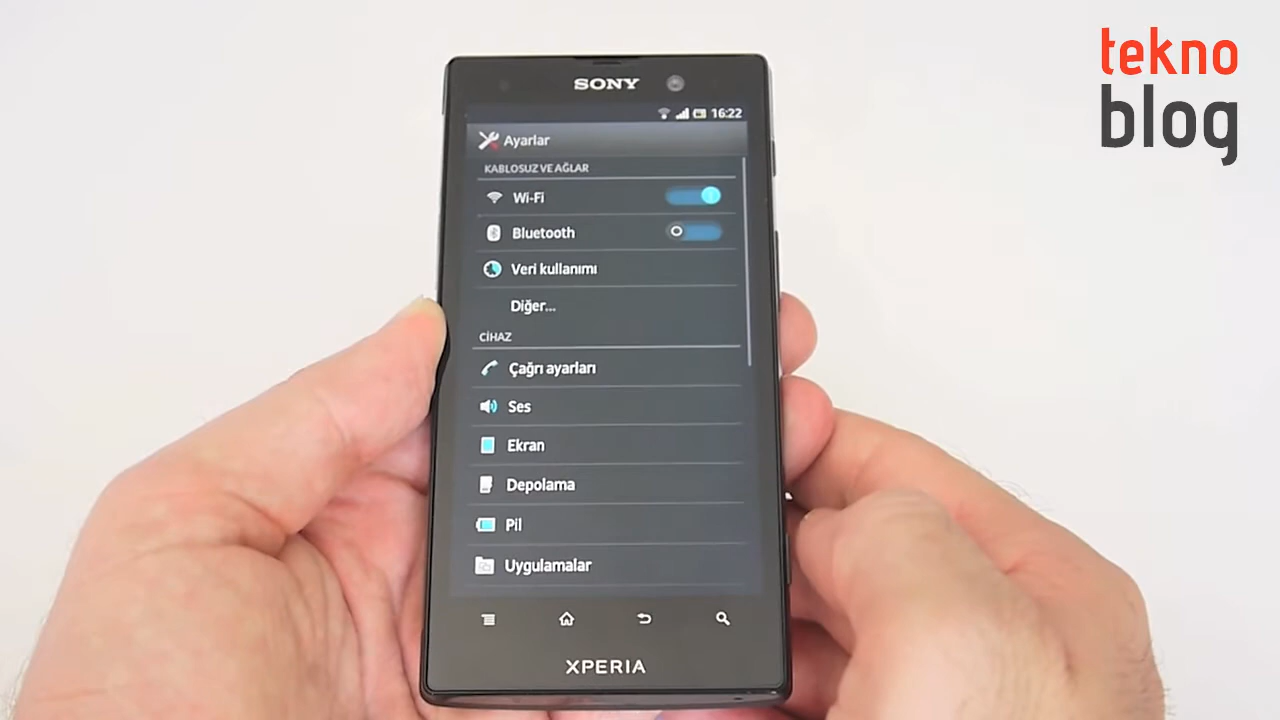 tekno
blog
SONY
16:22
Ayarlar
KABLOSUZ VE AĞLAR
Wi-Fi
Bluetooth
Veri kullanımı
Diğer...
CİHAZ
Çağrı ayarları
Ses
Ekran
Depolama
Pil
Uygulamalar
XPERIA